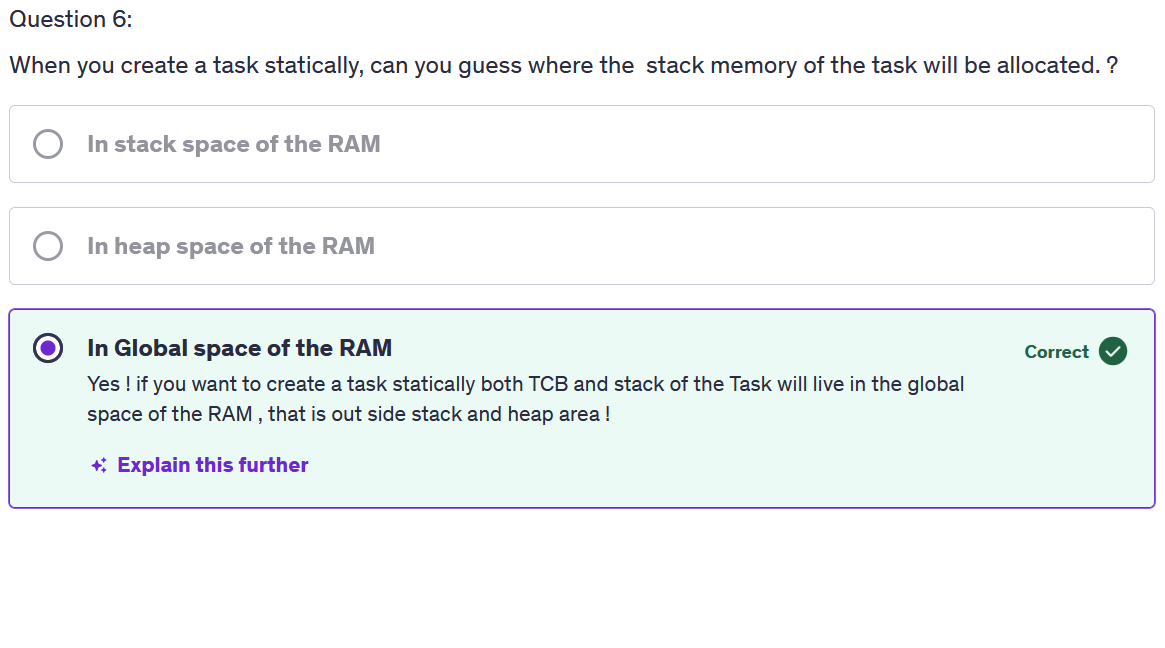 Question 6:
When you create a task statically, can you guess where the  stack memory of the task will be allocated. ?
In stack space of the RAM
In heap space of the RAM
In Global space of the RAM
Correct
Yes ! if you want to create a task statically both TCB and stack of the Task will live in the global
space of the RAM , that is out side stack and heap area !
Explain this further